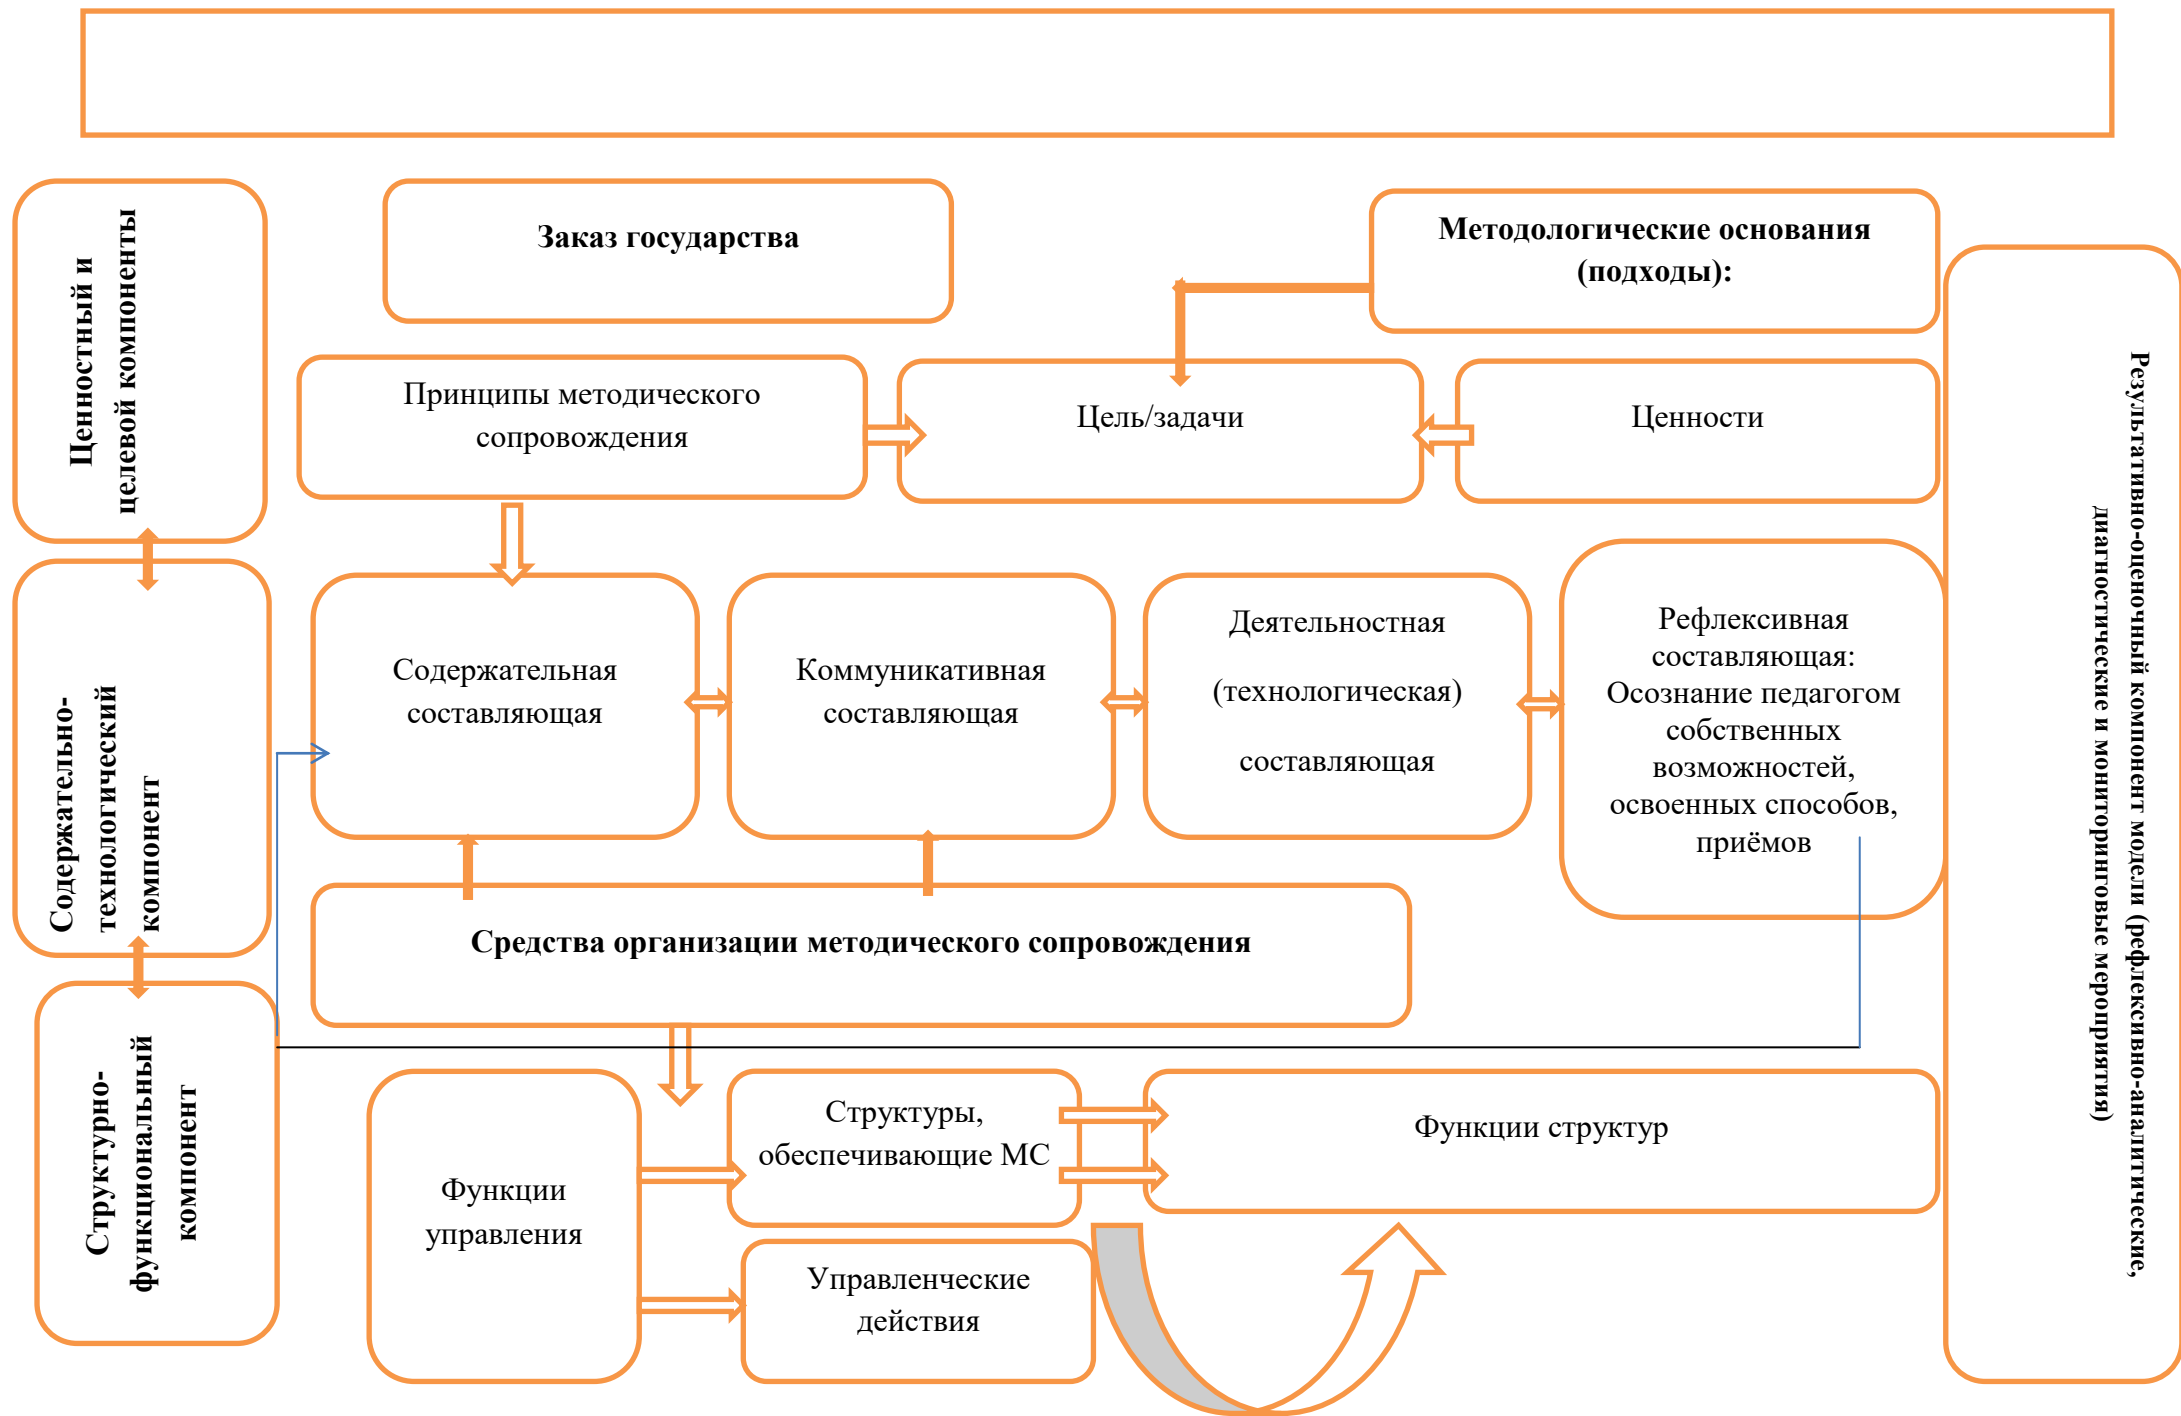 Ценностный и
целевой компоненты
Заказ государства
Методологические основания
(подходы):
Принципы методического
сопровождения
Цель/задачи
Ценности
Содержательно-
технологический
компонент
Содержательная
составляющая
Коммуникативная
составляющая
Деятельностная
(технологическая)
составляющая
Рефлексивная
составляющая:
Осознание педагогом
собственных
возможностей,
освоенных способов,
приёмов
Средства организации методического сопровождения
Структурно-
функциональный
компонент
Функции
управления
Структуры,
обеспечивающие МС
Функции структур
Управленческие
действия
Результативно-оценочный компонент модели (рефлексивно-аналитические,
диагностические и мониторинговые мероприятия)